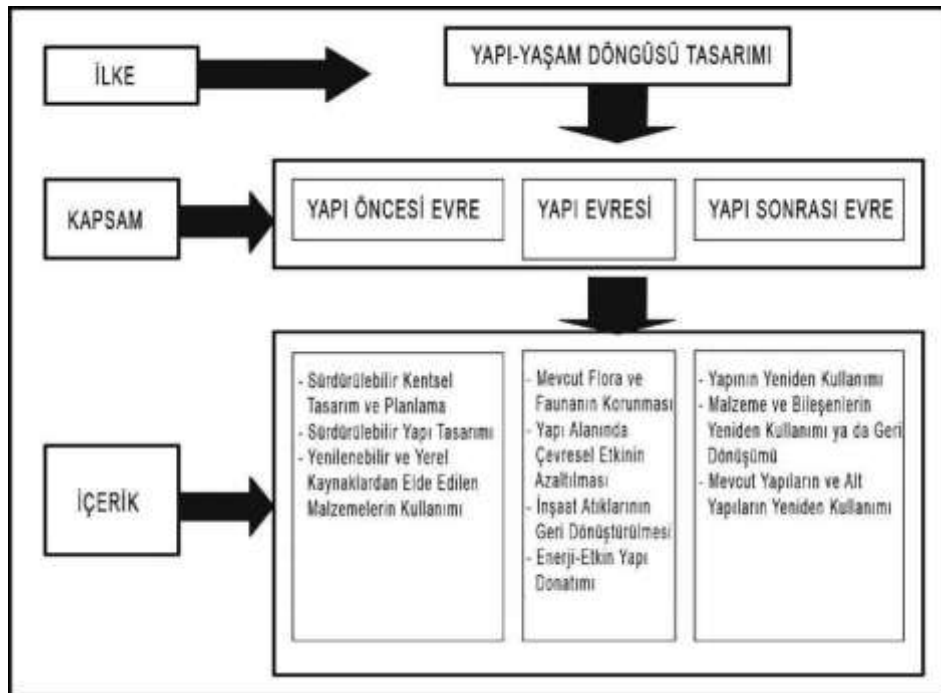 İLKE
YAPI-YAŞAM DÖNGÜSÜ TASARIMI
KAPSAM
YAPI ÖNCESİ EVRE
YAPI EVRESİ
YAPI SONRASI EVRE
İÇERİK
- Sürdürülebilir Kentsel
Tasarım ve Planlama
- Sürdürülebilir Yapı Tasarımı
- Yenilenebilir ve Yerel
Kaynaklardan Elde Edilen
Malzemelerin Kullanımı
- Mevcut Flora ve
Faunanın Korunması
- Yapı Alanında
Çevresel Etkinin
Azaltılması
- İnşaat Atıklarının
Geri Dönüştürülmesi
- Enerji-Etkin Yapı
Donatımı
- Yapının Yeniden Kullanımı
- Malzeme ve Bileşenlerin
Yeniden Kullanımı ya da Geri
Dönüşümü
- Mevcut Yapıların ve Alt
Yapıların Yeniden Kullanımı